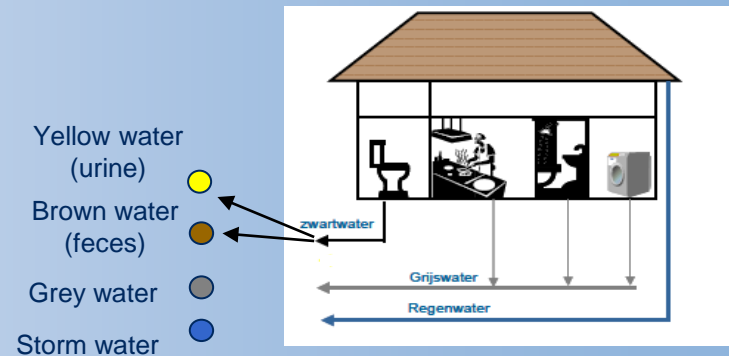 Yellow water
(urine)
Brown water
(feces)
Grey water
Storm water
zwartwater
Grijswater
Regenwater